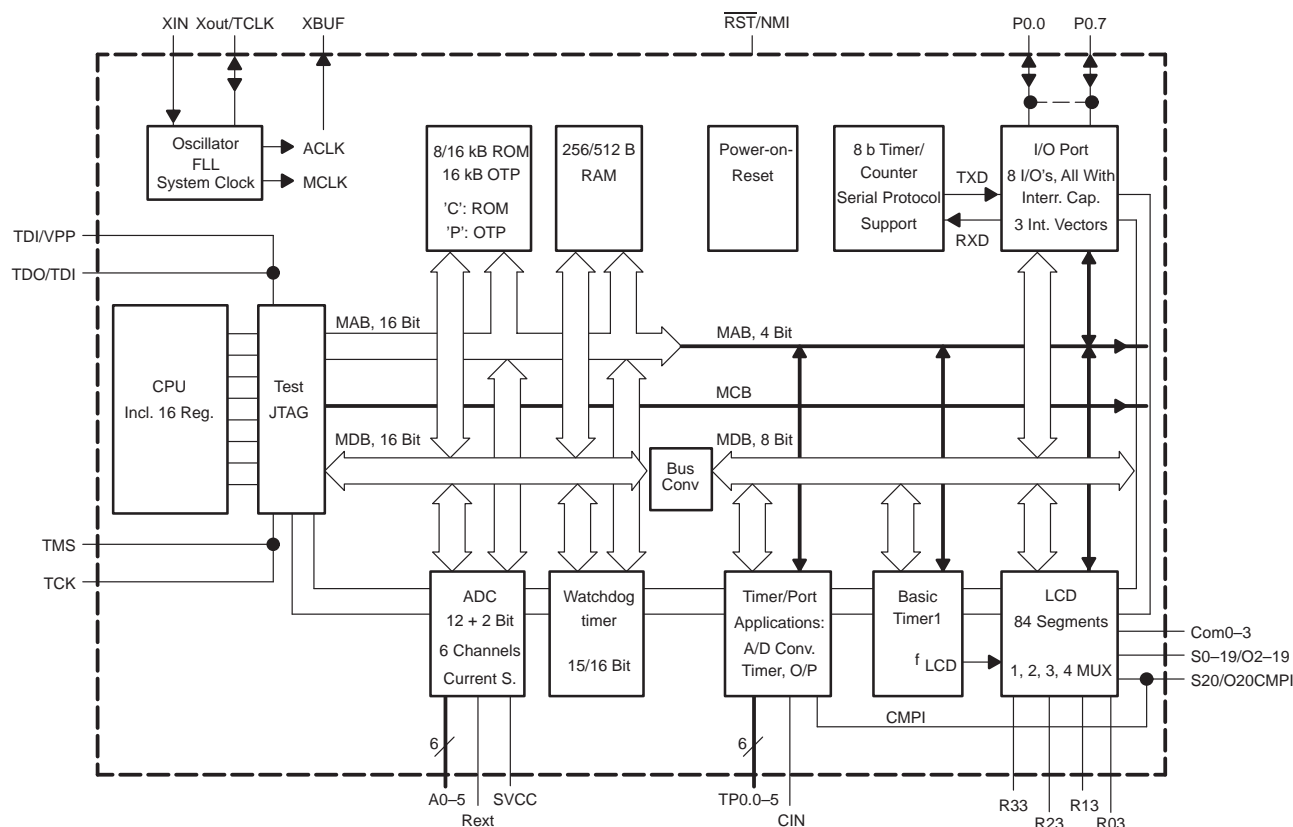 XIN Xout/TCLK XBUF RST/NMI P0.0 P0.7
Oscillator
FLL
System Clock
ACLK
MCLK
8/16 kB ROM
16 kB OTP
'C': ROM
'P': OTP
256/512 B
RAM
Power-on-
Reset
8 b Timer/
Counter
Serial Protocol
Support
TXD
RXD
I/O Port
8 I/O's, All With
Interr. Cap.
3 Int. Vectors
TDI/VPP
TDO/TDI
MAB, 16 Bit
MAB, 4 Bit
CPU
Incl. 16 Reg.
Test
JTAG
MCB
MDB, 16 Bit
MDB, 8 Bit
Bus
Conv
TMS
TCK
ADC
12 + 2 Bit
6 Channels
Current S.
Watchdog
timer
15/16 Bit
Timer/Port
Applications:
A/D Conv.
Timer, O/P
Basic
Timer1
f LCD
LCD
84 Segments
1, 2, 3, 4 MUX
Com0–3
S0–19/O2–19
S20/O20CMPI
CMPI
6
6
A0–5
Rext
SVCC
TP0.0–5
CIN
R33
R23
R13
R03